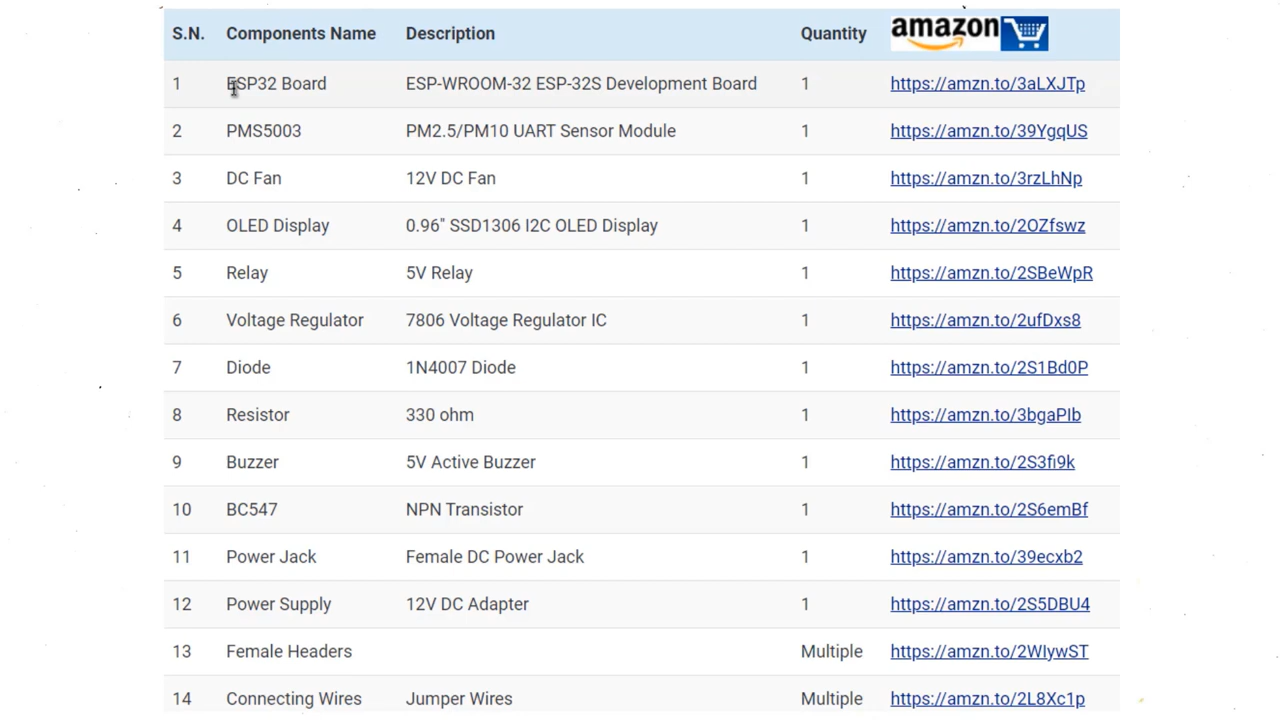 S.N. Components Name Description Quantity amazon
1 ESP32 Board ESP-WROOM-32 ESP-32S Development Board 1 https://amzn.to/3aLXJTp
2 PMS5003 PM2.5/PM10 UART Sensor Module 1 https://amzn.to/39YgqUS
3 DC Fan 12V DC Fan 1 https://amzn.to/3rzLhNp
4 OLED Display 0.96" SSD1306 I2C OLED Display 1 https://amzn.to/2OZfswz
5 Relay 5V Relay 1 https://amzn.to/2SBeWpR
6 Voltage Regulator 7806 Voltage Regulator IC 1 https://amzn.to/2ufDxs8
7 Diode 1N4007 Diode 1 https://amzn.to/2S1Bd0P
8 Resistor 330 ohm 1 https://amzn.to/3bgaPIb
9 Buzzer 5V Active Buzzer 1 https://amzn.to/2S3fi9k
10 BC547 NPN Transistor 1 https://amzn.to/2S6emBf
11 Power Jack Female DC Power Jack 1 https://amzn.to/39ecxb2
12 Power Supply 12V DC Adapter 1 https://amzn.to/2S5DBU4
13 Female Headers Multiple https://amzn.to/2WIywST
14 Connecting Wires Jumper Wires Multiple https://amzn.to/2L8Xc1p